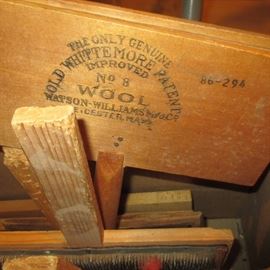 THE ONLY GENUINE
OLD WHITTEMORE PATENT
IMPROVED
No 8
WOOL
WATSON-WILLIAMS MFG. Co.
LEICESTER, MASS.
86-294